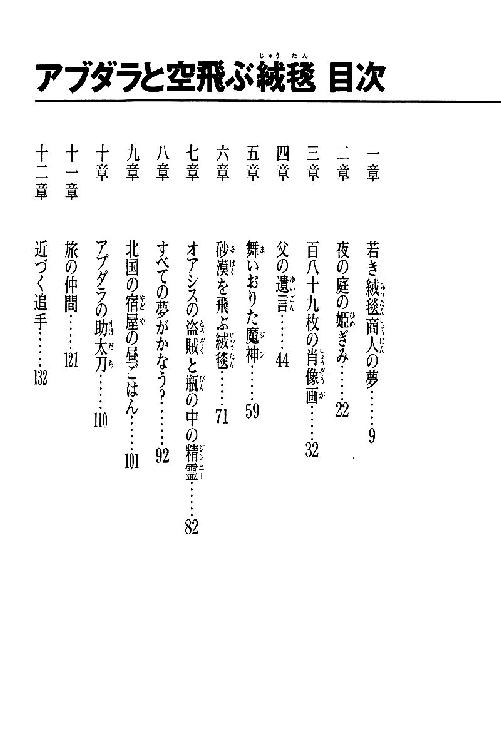 アブダラと空飛ぶ絨毯 目次
一章 若き絨毯商人の夢……9
二章 夜の庭の姫ぎみ……22
三章 百八十九枚の肖像画……32
四章 父の遺言……44
五章 舞いおりた魔神……59
六章 砂漠を飛ぶ絨毯……71
七章 オアシスの盗賊と瓶の中の精霊……82
八章 すべての夢がかなう?……92
九章 北国の宿屋の昼ごはん……101
十章 アブダラの助太刀……110
十一章 旅の仲間……121
十二章 近づく追手……132